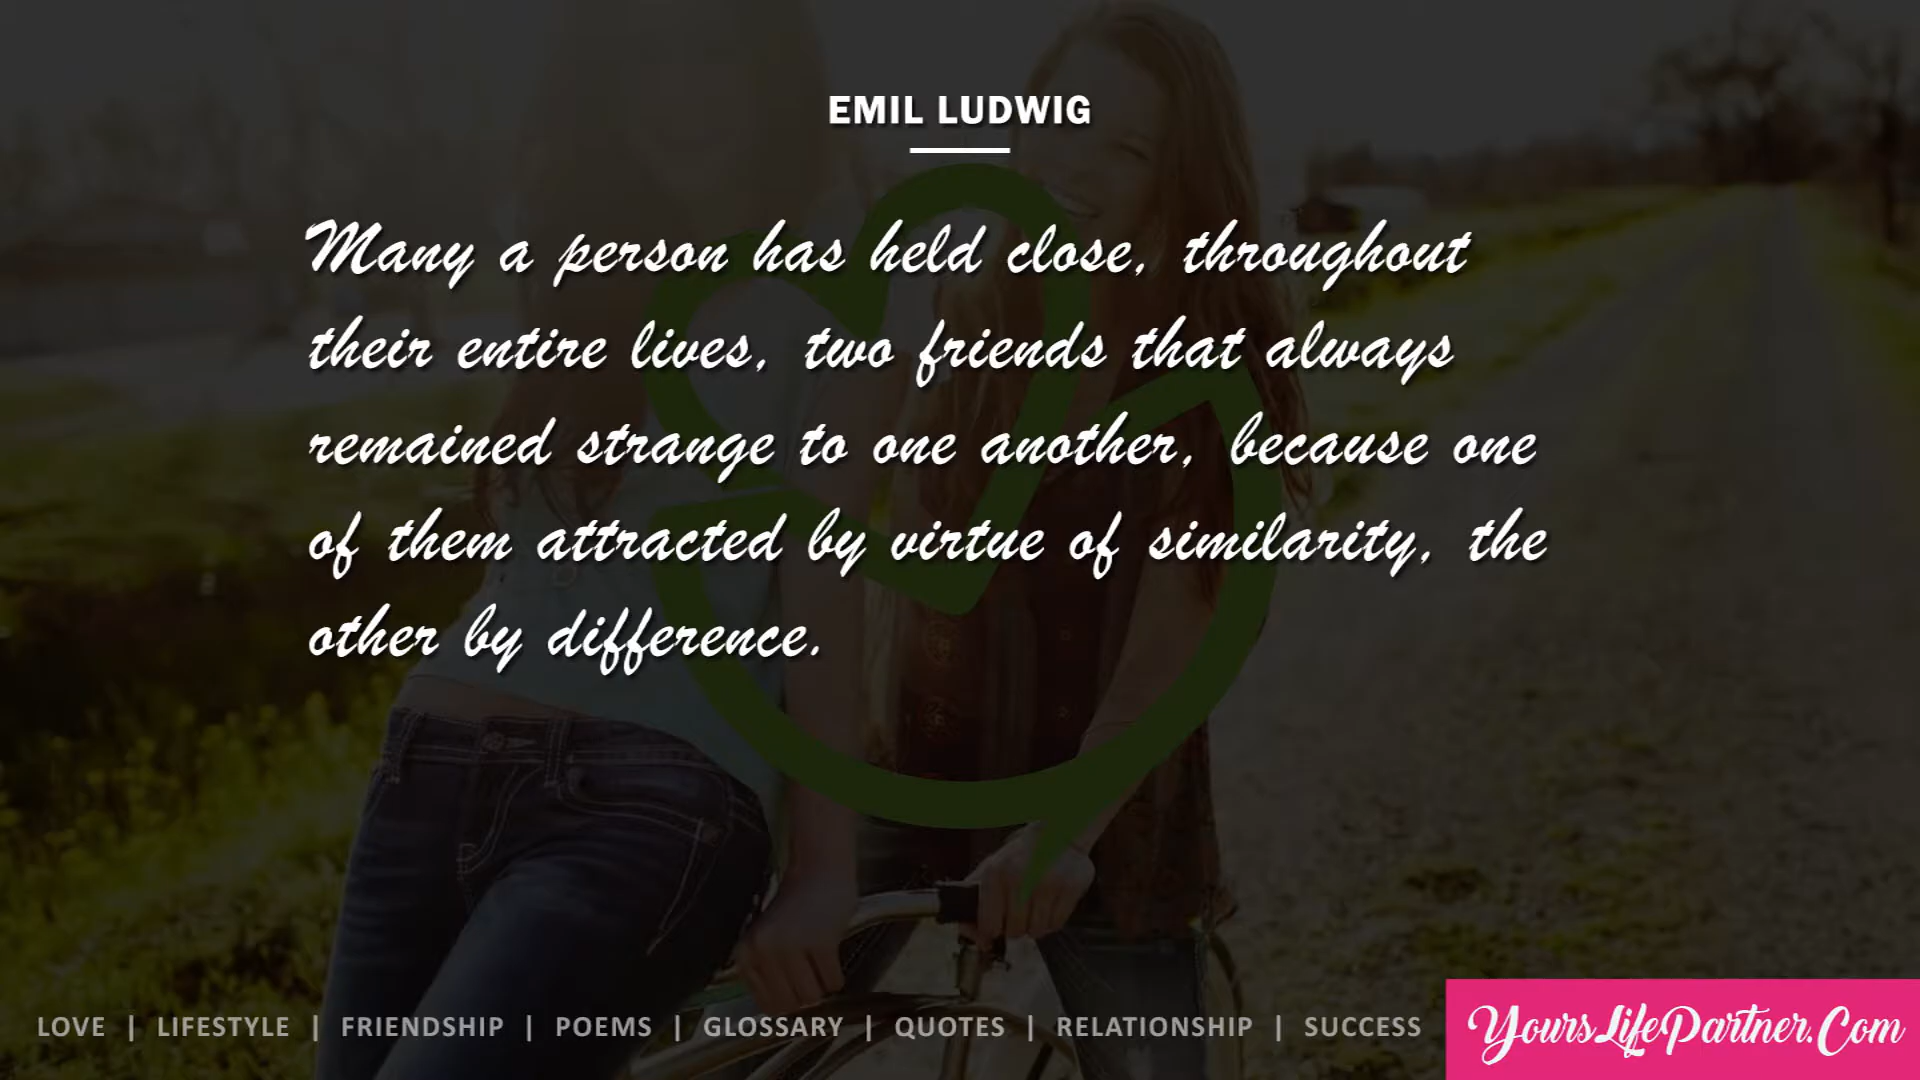 EMIL LUDWIG
Many a person has held close, throughout
their entire lives, two friends that always
remained strange to one another, because one
of them attracted by virtue of similarity, the
other by difference.
LOVE | LIFESTYLE | FRIENDSHIP | POEMS | GLOSSARY | QUOTES | RELATIONSHIP | SUCCESS
YoursLifePartner.Com